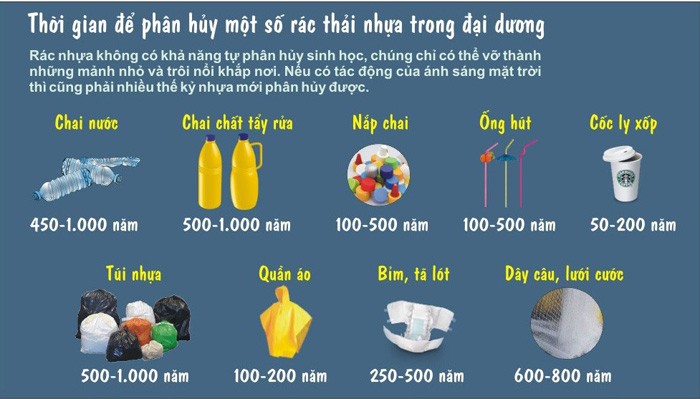 Thời gian để phân hủy một số rác thải nhựa trong đại dương
Rác nhựa không có khả năng tự phân hủy sinh học, chúng chỉ có thể vỡ thành
những mảnh nhỏ và trôi nổi khắp nơi. Nếu có tác động của ánh sáng mặt trời
thì cũng phải nhiều thế kỷ nhựa mới phân hủy được.
Chai nước
Chai chất tẩy rửa
Nắp chai
Ống hút
Cốc ly xốp
450-1.000 năm
500-1.000 năm
100-500 năm
100-500 năm
50-200 năm
Túi nhựa
Quần áo
Bỉm, tã lót
Dây câu, lưới cước
500-1.000 năm
100-200 năm
250-500 năm
600-800 năm